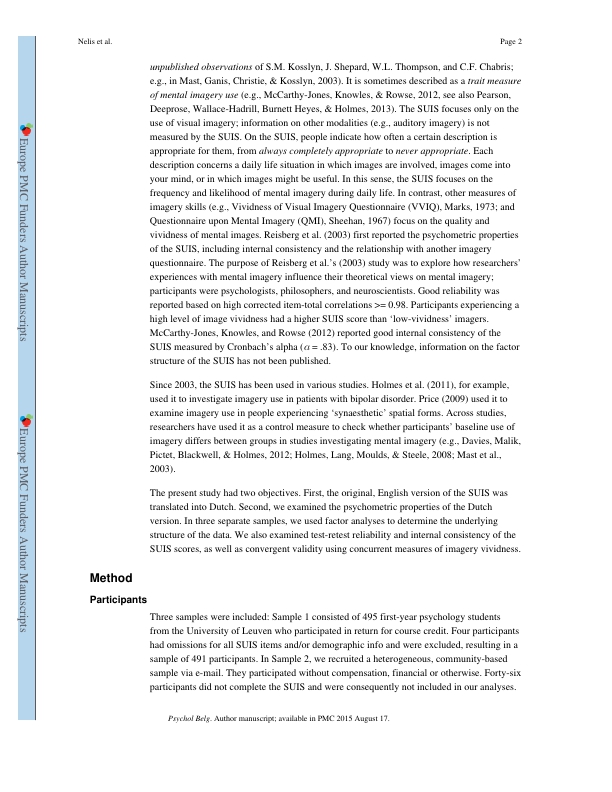 Nelis et al.
Page 2
unpublished observations of S.M. Kosslyn, J. Shepard, W.L. Thompson, and C.F. Chabris;
e.g., in Mast, Ganis, Christie, & Kosslyn, 2003). It is sometimes described as a trait measure
of mental imagery use (e.g., McCarthy-Jones, Knowles, & Rowse, 2012, see also Pearson,
Deeprose, Wallace-Hadrill, Burnett Heyes, & Holmes, 2013). The SUIS focuses only on the
use of visual imagery; information on other modalities (e.g., auditory imagery) is not
measured by the SUIS. On the SUIS, people indicate how often a certain description is
appropriate for them, from always completely appropriate to never appropriate. Each
description concerns a daily life situation in which images are involved, images come into
your mind, or in which images might be useful. In this sense, the SUIS focuses on the
frequency and likelihood of mental imagery during daily life. In contrast, other measures of
imagery skills (e.g., Vividness of Visual Imagery Questionnaire (VVIQ), Marks, 1973; and
Questionnaire upon Mental Imagery (QMI), Sheehan, 1967) focus on the quality and
vividness of mental images. Reisberg et al. (2003) first reported the psychometric properties
of the SUIS, including internal consistency and the relationship with another imagery
questionnaire. The purpose of Reisberg et al.'s (2003) study was to explore how researchers'
experiences with mental imagery influence their theoretical views on mental imagery;
participants were psychologists, philosophers, and neuroscientists. Good reliability was
reported based on high corrected item-total correlations >= 0.98. Participants experiencing a
high level of image vividness had a higher SUIS score than 'low-vividness' imagers.
McCarthy-Jones, Knowles, and Rowse (2012) reported good internal consistency of the
SUIS measured by Cronbach's alpha (α = .83). To our knowledge, information on the factor
structure of the SUIS has not been published.
Since 2003, the SUIS has been used in various studies. Holmes et al. (2011), for example,
used it to investigate imagery use in patients with bipolar disorder. Price (2009) used it to
examine imagery use in people experiencing 'synaesthetic' spatial forms. Across studies,
researchers have used it as a control measure to check whether participants' baseline use of
imagery differs between groups in studies investigating mental imagery (e.g., Davies, Malik,
Pictet, Blackwell, & Holmes, 2012; Holmes, Lang, Moulds, & Steele, 2008; Mast et al.,
2003).
The present study had two objectives. First, the original, English version of the SUIS was
translated into Dutch. Second, we examined the psychometric properties of the Dutch
version. In three separate samples, we used factor analyses to determine the underlying
structure of the data. We also examined test-retest reliability and internal consistency of the
SUIS scores, as well as convergent validity using concurrent measures of imagery vividness.
Method
Participants
Three samples were included: Sample 1 consisted of 495 first-year psychology students
from the University of Leuven who participated in return for course credit. Four participants
had omissions for all SUIS items and/or demographic info and were excluded, resulting in a
sample of 491 participants. In Sample 2, we recruited a heterogeneous, community-based
sample via e-mail. They participated without compensation, financial or otherwise. Forty-six
participants did not complete the SUIS and were consequently not included in our analyses.
Psychol Belg. Author manuscript; available in PMC 2015 August 17.
Europe PMC Funders Author Manuscripts
Europe PMC Funders Author Manuscripts